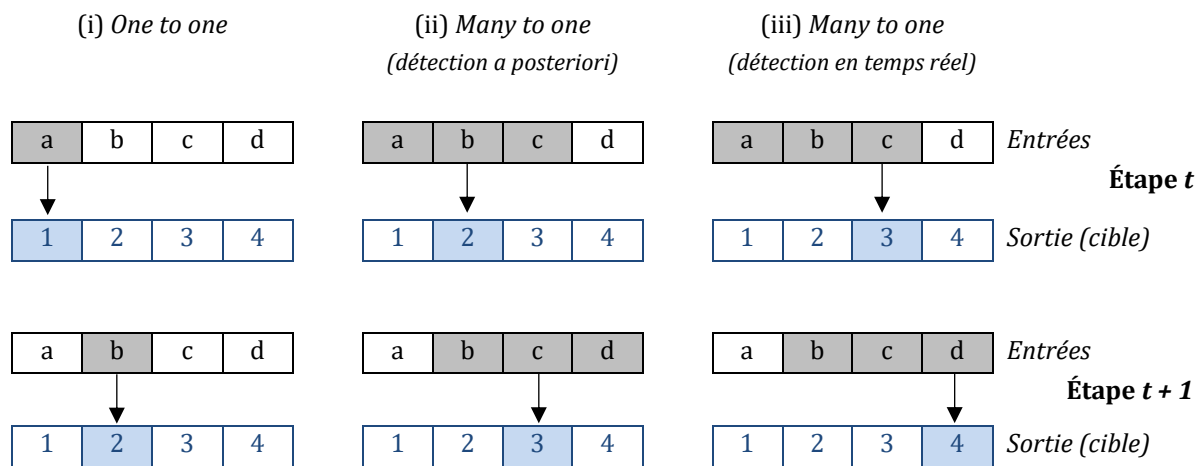 (i) One to one (ii) Many to one (iii) Many to one
(détection a posteriori) (détection en temps réel)
a b c d a b c d a b c d Entrées
Étape t
1 2 3 4 1 2 3 4 1 2 3 4 Sortie (cible)
a b c d a b c d a b c d Entrées
Étape t + 1
1 2 3 4 1 2 3 4 1 2 3 4 Sortie (cible)